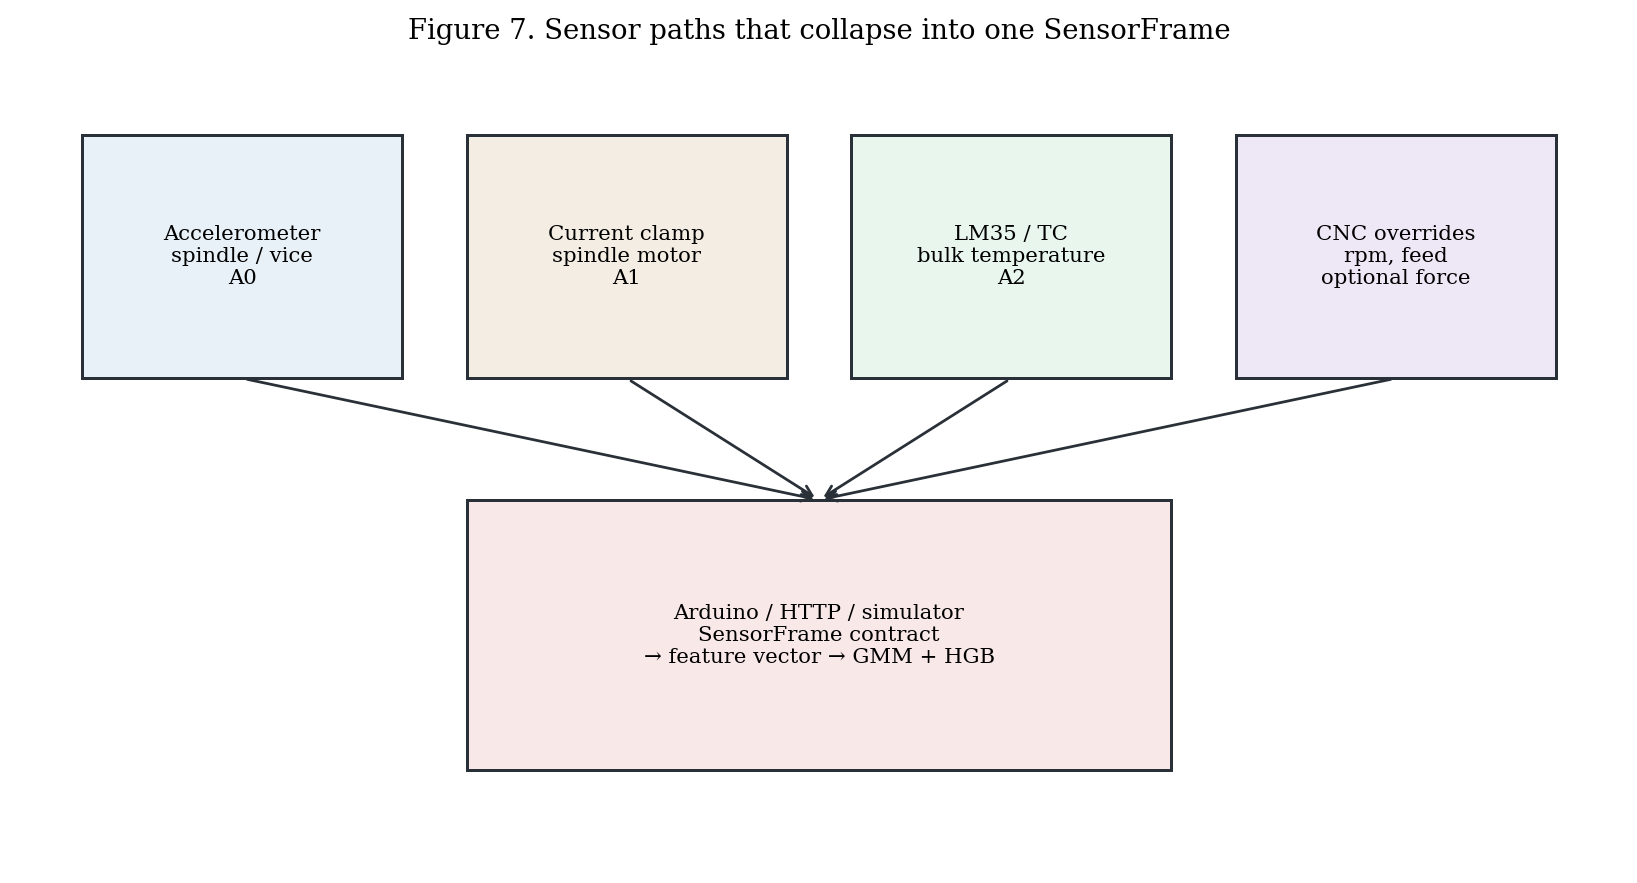 Figure 7. Sensor paths that collapse into one SensorFrame
Accelerometer
spindle / vice
A0
Current clamp
spindle motor
A1
LM35 / TC
bulk temperature
A2
CNC overrides
rpm, feed
optional force
Arduino / HTTP / simulator
SensorFrame contract
→ feature vector → GMM + HGB